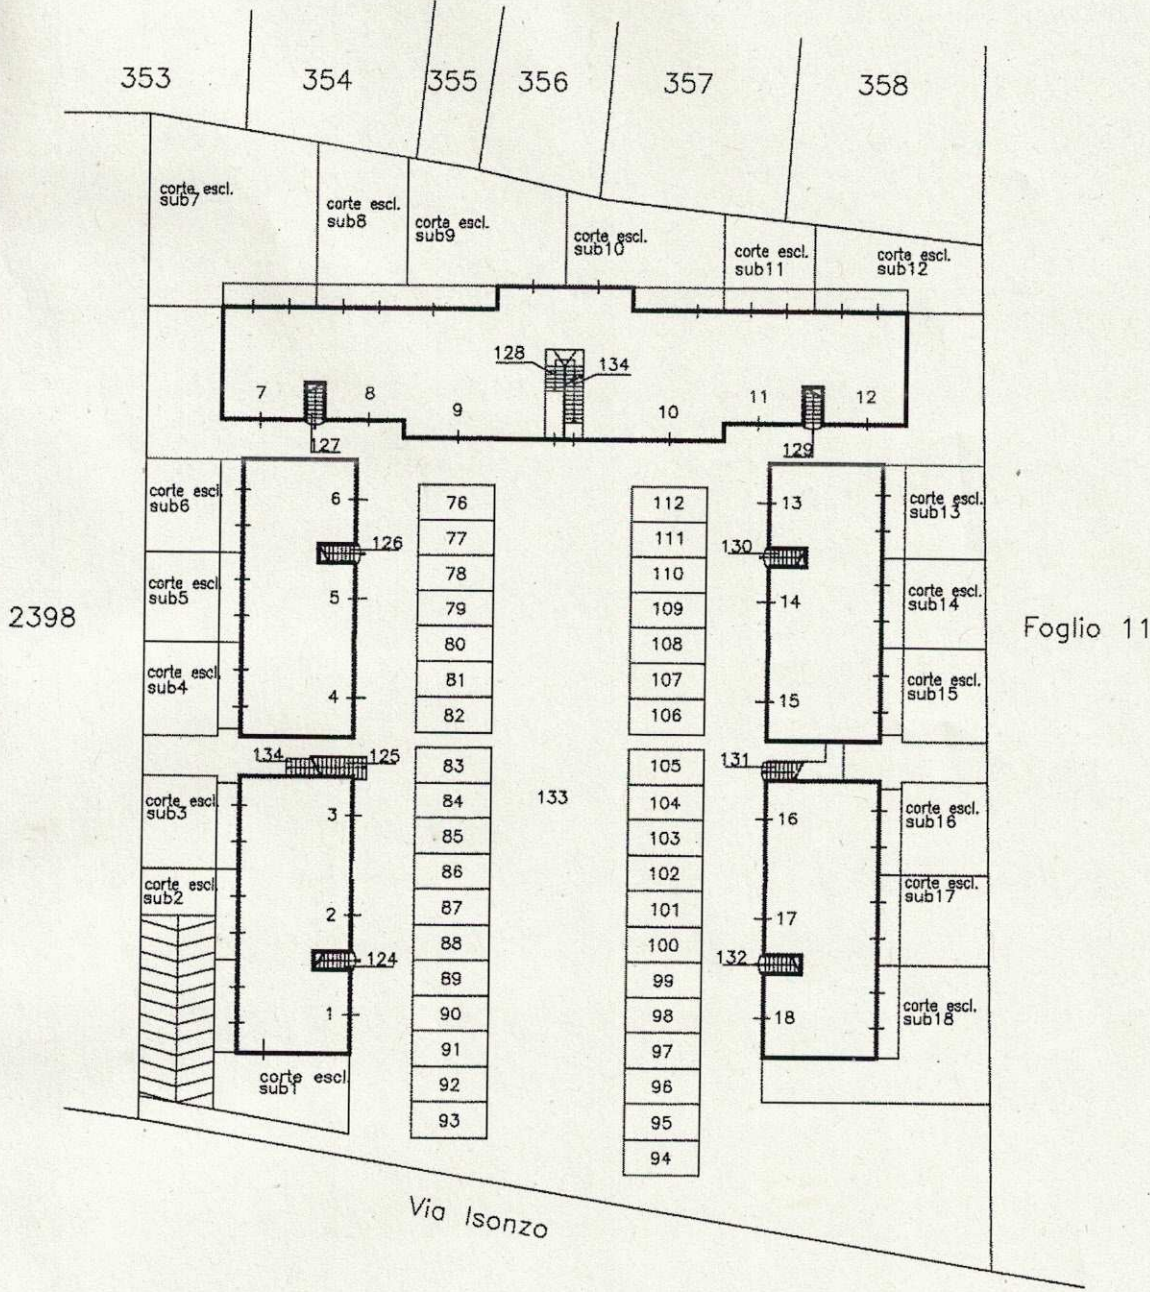 353 354 355 356 357 358
corte escl.
sub7
corte escl.
sub8
corte escl.
sub9
corte escl.
sub10
corte escl.
sub11
corte escl.
sub12
128 134
7 8 9 10 11 12
127 129
corte escl.
sub6
6
126
corte escl.
sub5
5
corte escl.
sub4
4
2398
76
77
78
79
80
81
82
112
111
110
109
108
107
106
13
130
14
15
corte escl.
sub13
corte escl.
sub14
corte escl.
sub15
Foglio 11
134 125
corte escl.
sub3
3
corte escl.
sub2
2
124
1
corte escl.
sub1
83
84
85
86
87
88
89
90
91
92
93
133
105
104
103
102
101
100
99
98
97
96
95
94
131
16
17
132
18
corte escl.
sub16
corte escl.
sub17
corte escl.
sub18
Via Isonzo